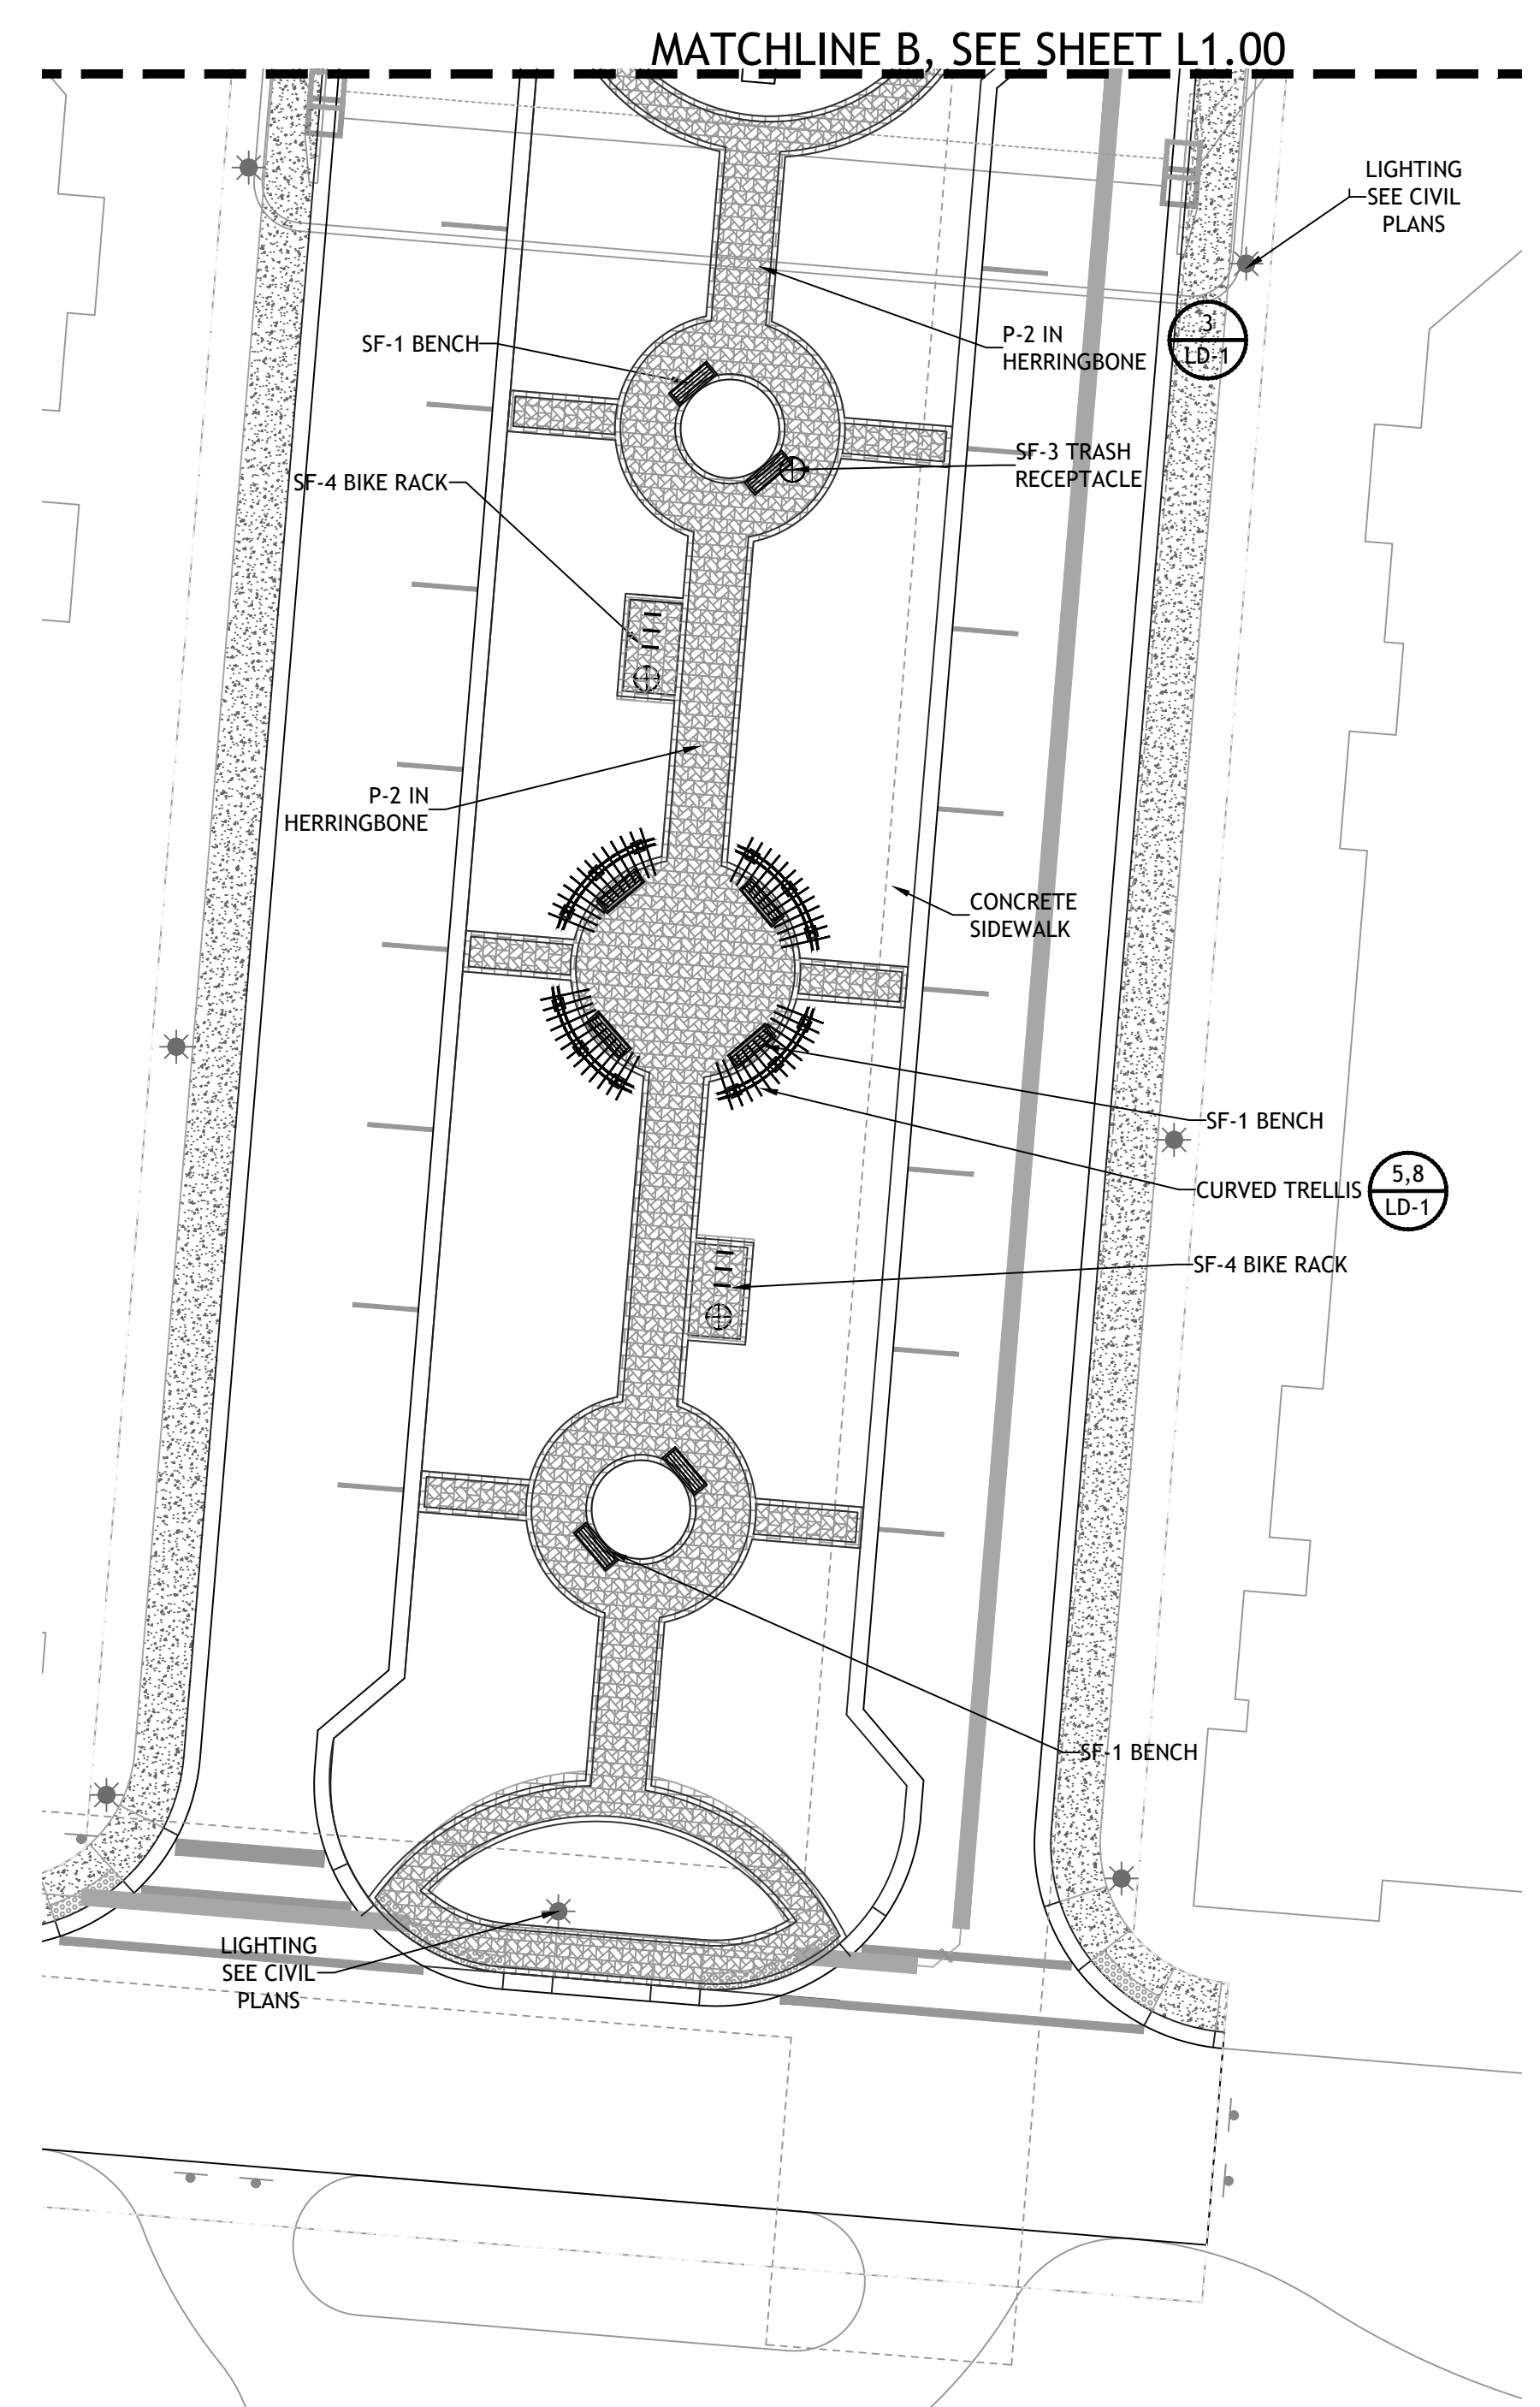 MATCHLINE B, SEE SHEET L1.00
LIGHTING
SEE CIVIL
PLANS
P-2 IN
HERRINGBONE
3
LD-1
SF-1 BENCH
SF-3 TRASH
RECEPTACLE
SF-4 BIKE RACK
P-2 IN
HERRINGBONE
CONCRETE
SIDEWALK
SF-1 BENCH
CURVED TRELLIS
5,8
LD-1
SF-4 BIKE RACK
SF-1 BENCH
LIGHTING
SEE CIVIL
PLANS